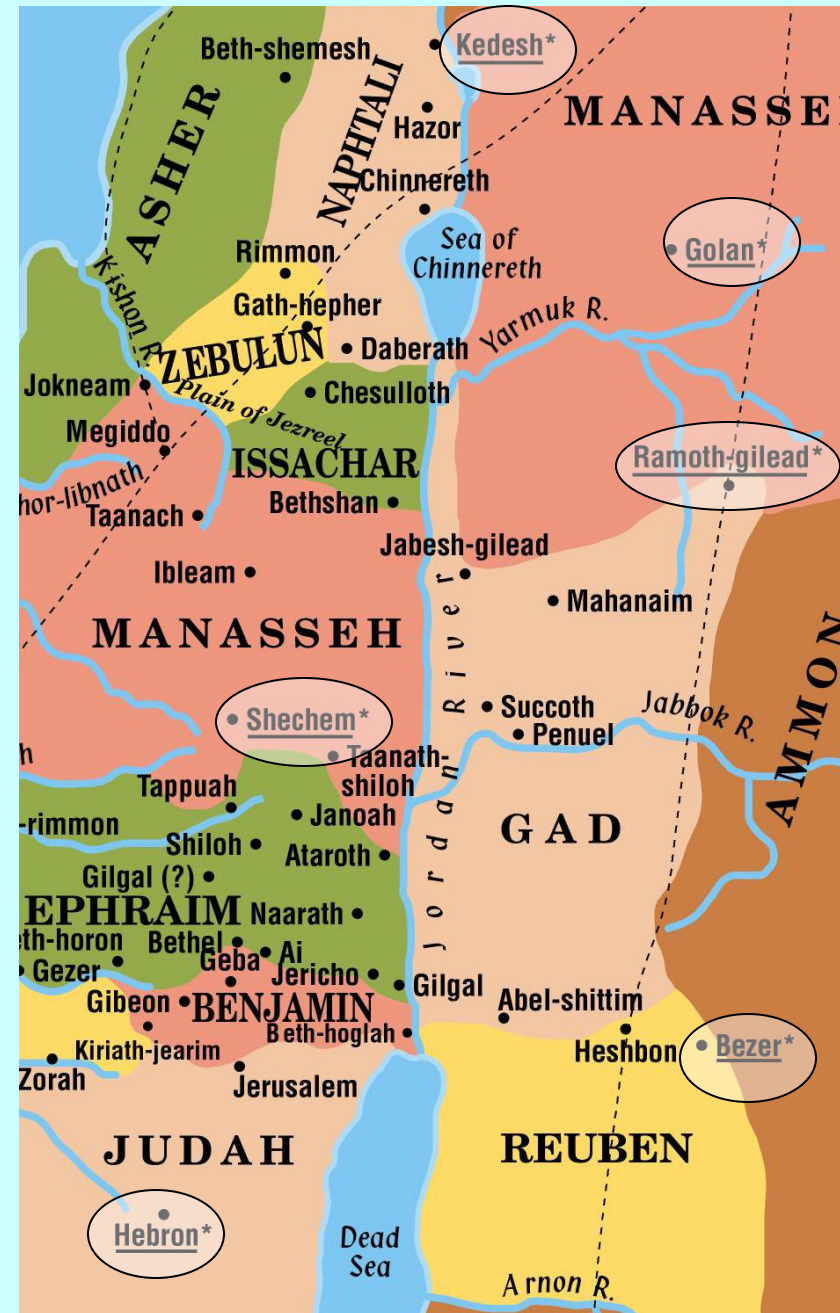 Beth-shemesh
Kedesh*
ASHER
NAPHTALI
Hazor
MANASSE
Chinnereth
Sea of
Chinnereth
Golan*
Rimmon
Kishon R.
Gath-hepher
Yarmuk R.
ZEBULUN
Daberath
Jokneam
Chesulloth
Plain of Jezreel
Megiddo
ISSACHAR
Ramoth-gilead*
hor-libnath
Taanach
Bethshan
Jabesh-gilead
Ibleam
Mahanaim
MANASSEH
Jordan River
AMMON
Shechem*
Succoth
Jabbok R.
Penuel
h
Taanath-
shiloh
Tappuah
-rimmon
Janoah
GAD
Shiloh
Ataroth
Gilgal (?)
EPHRAIM
Naarath
eth-horon
Bethel
Ai
Gezer
Geba
Jericho
Gilgal
Gibeon
BENJAMIN
Abel-shittim
Kiriath-jearim
Beth-hoglah
Heshbon
Bezer*
Zorah
Jerusalem
JUDAH
REUBEN
Hebron*
Dead
Sea
Arnon R.